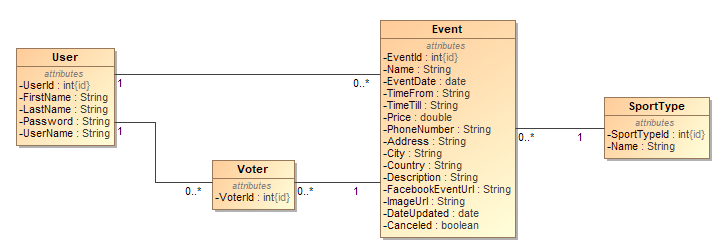 User
attributes
-UserId : int{id}
-FirstName : String
-LastName : String
-Password : String
-UserName : String
1
1
0..*
Voter
attributes
-VoterId : int{id}
0..*
0..*
1
Event
attributes
-EventId : int{id}
-Name : String
-EventDate : date
-TimeFrom : String
-TimeTill : String
-Price : double
-PhoneNumber : String
-Address : String
-City : String
-Country : String
-Description : String
-FacebookEventUrl : String
-ImageUrl : String
-DateUpdated : date
-Canceled : boolean
0..*
1
SportType
attributes
-SportTypeId : int{id}
-Name : String